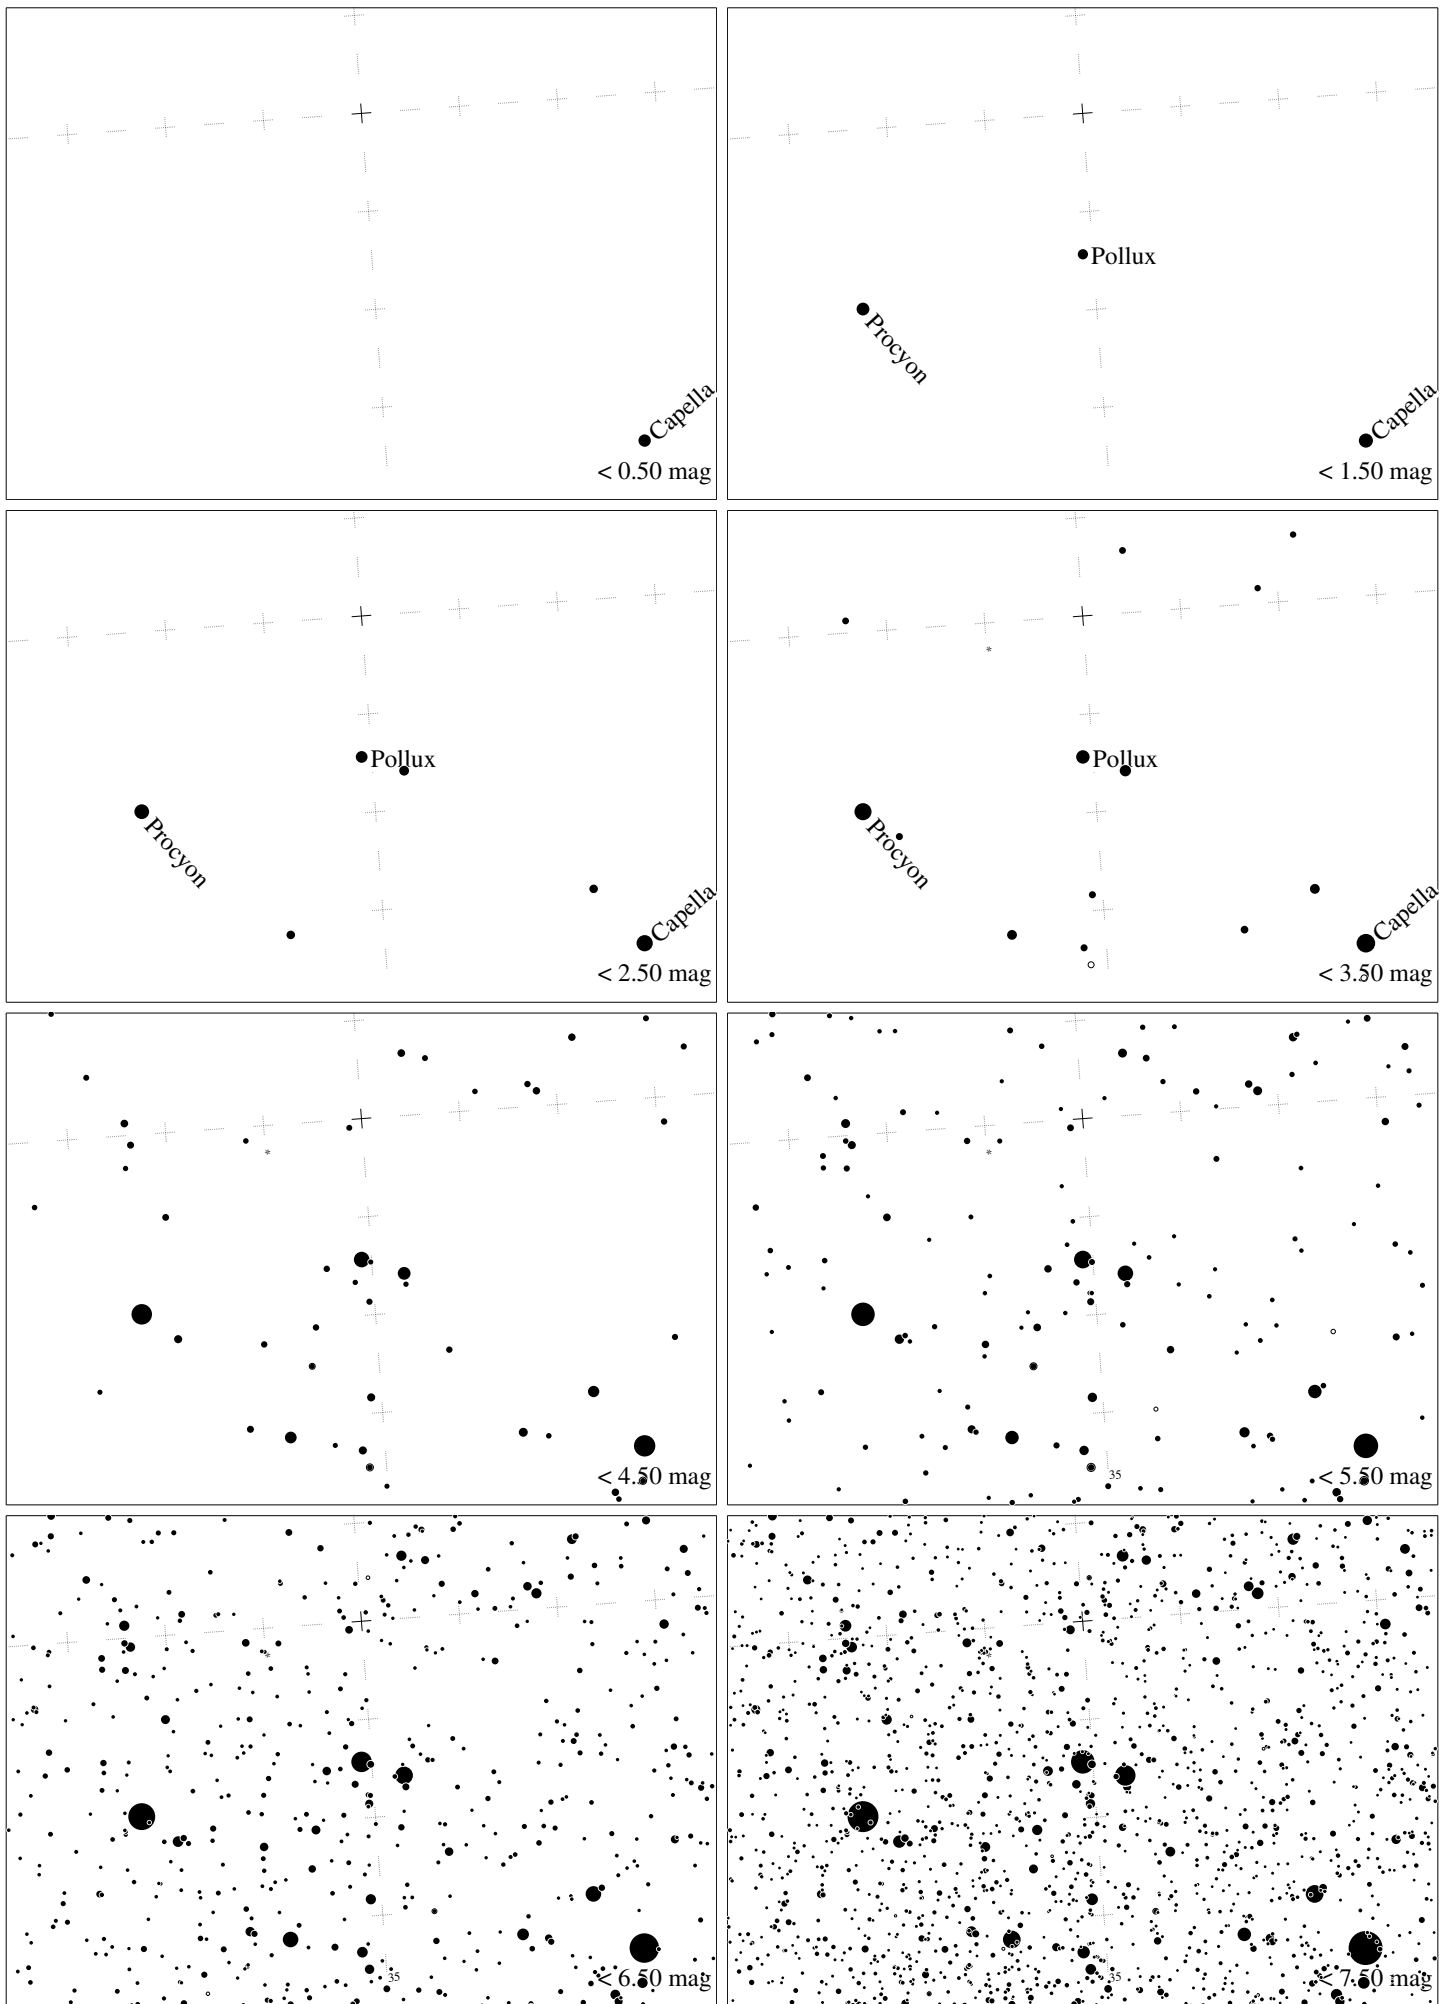 Capella
< 0.50 mag
Pollux
Procyon
Capella
< 1.50 mag
Pollux
Procyon
Capella
< 2.50 mag
Pollux
Procyon
Capella
< 3.50 mag
< 4.50 mag
35
< 5.50 mag
35
< 6.50 mag
35
< 7.50 mag